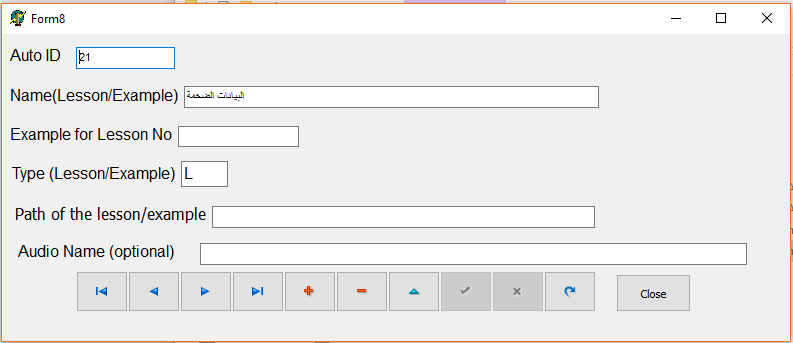 Form8
Auto ID 21
Name(Lesson/Example) البيانات الضخمة
Example for Lesson No
Type (Lesson/Example) L
Path of the lesson/example
Audio Name (optional)
Close